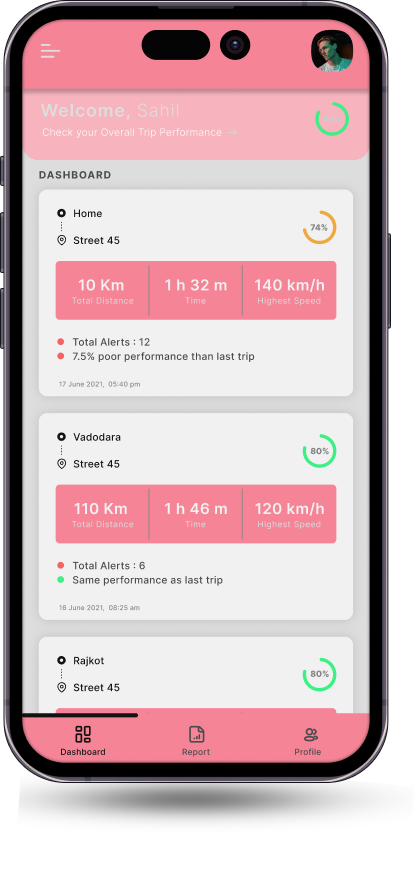 Welcome, Sahil
Check your Overall Trip Performance →
DASHBOARD
Home
Street 45
74%
10 Km
1 h 32 m
140 km/h
Total Distance
Time
Highest Speed
Total Alerts : 12
7.5% poor performance than last trip
17 June 2021, 05:40 pm
Vadodara
Street 45
80%
110 Km
1 h 46 m
120 km/h
Total Distance
Time
Highest Speed
Total Alerts : 6
Same performance as last trip
16 June 2021, 08:25 am
Rajkot
Street 45
80%
Dashboard
Report
Profile